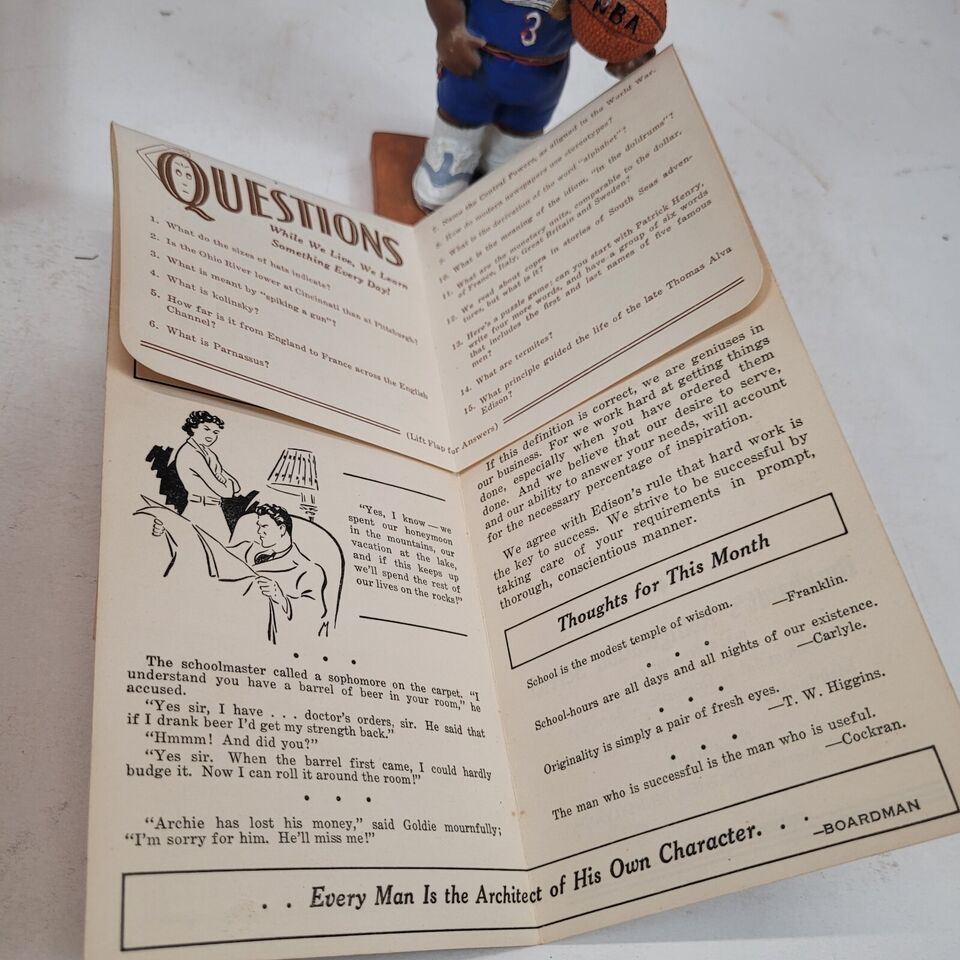 3
NBA
QUESTIONS
While We Live, We Learn
Something Every Day!
1. What do the sizes of hats indicate?
2. Is the Ohio River lower at Cincinnati than at Pittsburgh?
3. What is meant by "spiking a gun"?
4. What is kolinsky?
5. How far is it from England to France across the English
Channel?
6. What is Parnassus?
7. Name the Central Powers, as aligned in the World War.
8. How do modern newspapers use stereotypes?
9. What is the derivation of the word "alphabet"?
10. What is the meaning of the idiom, "in the doldrums"?
11. What are the monetary units, comparable to the dollar,
of France, Italy, Great Britain and Sweden?
12. We read about copra in stories of South Seas adven-
tures, but what is it?
13. Here's a puzzle game: can you start with Patrick Henry,
write four more words, and have a group of six words
that includes the first and last names of five famous
men?
14. What are termites?
15. What principle guided the life of the late Thomas Alva
Edison?
(Lift Flap for Answers)
"Yes, I know — we
spent our honeymoon
in the mountains, our
vacation at the lake,
and if this keeps up
we'll spend the rest of
our lives on the rocks!"
• • •
The schoolmaster called a sophomore on the carpet. "I
understand you have a barrel of beer in your room," he
accused.
"Yes sir, I have . . . doctor's orders, sir. He said that
if I drank beer I'd get my strength back."
"Hmmm! And did you?"
"Yes sir. When the barrel first came, I could hardly
budge it. Now I can roll it around the room!"
• • •
"Archie has lost his money," said Goldie mournfully;
"I'm sorry for him. He'll miss me!"
If this definition is correct, we are geniuses in
our business. For we work hard at getting things
done, especially when you have ordered them
done. And we believe that our desire to serve,
and our ability to answer your needs, will account
for the necessary percentage of inspiration.
We agree with Edison's rule that hard work is
the key to success. We strive to be successful by
taking care of your requirements in prompt,
thorough, conscientious manner.
Thoughts for This Month
School is the modest temple of wisdom.
—Franklin.
• • •
School-hours are all days and all nights of our existence.
—Carlyle.
• • •
Originality is simply a pair of fresh eyes.
—T. W. Higgins.
• • •
The man who is successful is the man who is useful.
—Cockran.
. . Every Man Is the Architect of His Own Character. . . —BOARDMAN